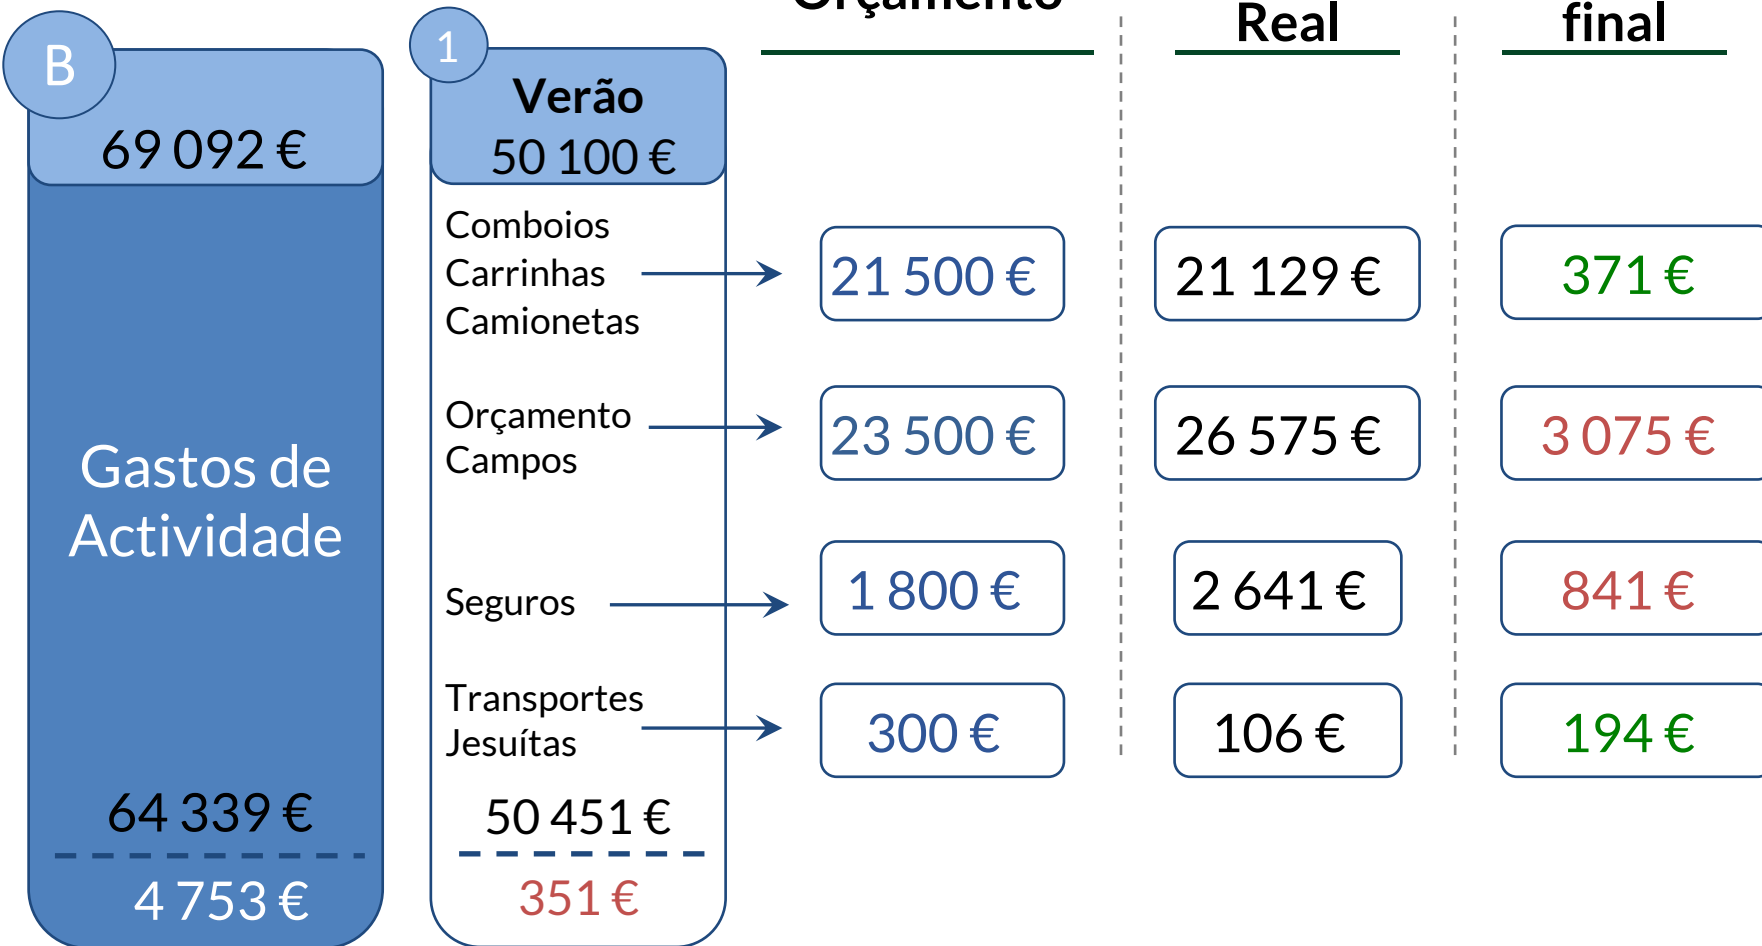 Orçamento
Real
final
B
69 092 €
Gastos de
Actividade
64 339 €
4 753 €
1
Verão
50 100 €
Comboios
Carrinhas
Camionetas
21 500 €
21 129 €
371 €
Orçamento
Campos
23 500 €
26 575 €
3 075 €
Seguros
1 800 €
2 641 €
841 €
Transportes
Jesuítas
300 €
106 €
194 €
50 451 €
351 €